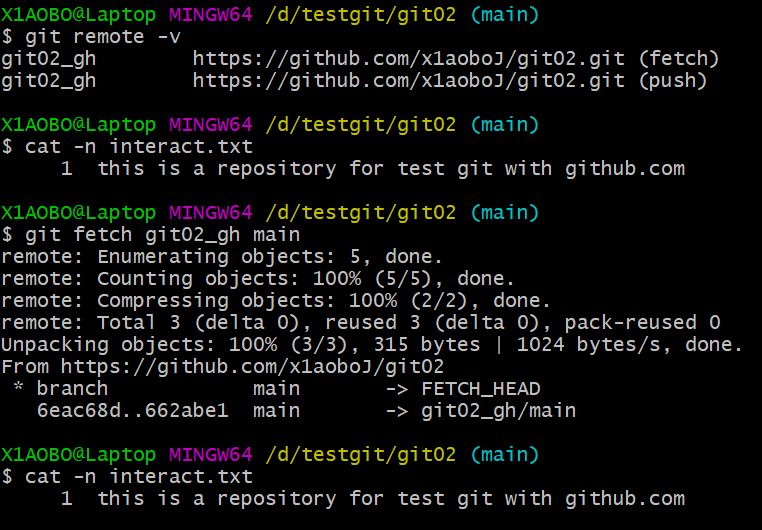 X1AOBO@Laptop MINGW64 /d/testgit/git02 (main)
$ git remote -v
git02_gh        https://github.com/x1aoboJ/git02.git (fetch)
git02_gh        https://github.com/x1aoboJ/git02.git (push)
X1AOBO@Laptop MINGW64 /d/testgit/git02 (main)
$ cat -n interact.txt
     1  this is a repository for test git with github.com
X1AOBO@Laptop MINGW64 /d/testgit/git02 (main)
$ git fetch git02_gh main
remote: Enumerating objects: 5, done.
remote: Counting objects: 100% (5/5), done.
remote: Compressing objects: 100% (2/2), done.
remote: Total 3 (delta 0), reused 3 (delta 0), pack-reused 0
Unpacking objects: 100% (3/3), 315 bytes | 1024 bytes/s, done.
From https://github.com/x1aoboJ/git02
 * branch            main       -> FETCH_HEAD
   6eac68d..662abe1  main       -> git02_gh/main
X1AOBO@Laptop MINGW64 /d/testgit/git02 (main)
$ cat -n interact.txt
     1  this is a repository for test git with github.com